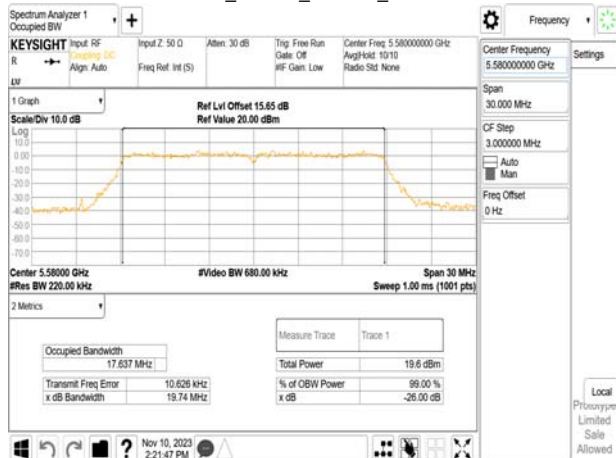 Spectrum Analyzer 1
Occupied BW
Frequency
KEYSIGHT
Input: RF
Coupling: DC
Align: Auto
Input Z: 50 Ω
Freq Ref: Int (S)
Atten: 30 dB
Trig: Free Run
Gate: Off
#IF Gain: Low
Center Freq: 5.580000000 GHz
Avg|Hold: 10/10
Radio Std: None
R
LXI
Center Frequency
5.580000000 GHz
Settings
Span
30.000 MHz
CF Step
3.000000 MHz
Auto
Man
Freq Offset
0 Hz
1 Graph
Scale/Div 10.0 dB
Ref Lvl Offset 15.65 dB
Ref Value 20.00 dBm
Log
10.0
0.00
-10.0
-20.0
-30.0
-40.0
-50.0
-60.0
-70.0
Center 5.58000 GHz
#Res BW 220.00 kHz
#Video BW 680.00 kHz
Span 30 MHz
Sweep 1.00 ms (1001 pts)
2 Metrics
Measure Trace Trace 1
Occupied Bandwidth
17.637 MHz
Total Power 19.6 dBm
Transmit Freq Error 10.626 kHz
% of OBW Power 99.00 %
x dB Bandwidth 19.74 MHz
x dB -26.00 dB
Local
Prototype
Limited
Sale
Allowed
Nov 10, 2023
2:21:47 PM